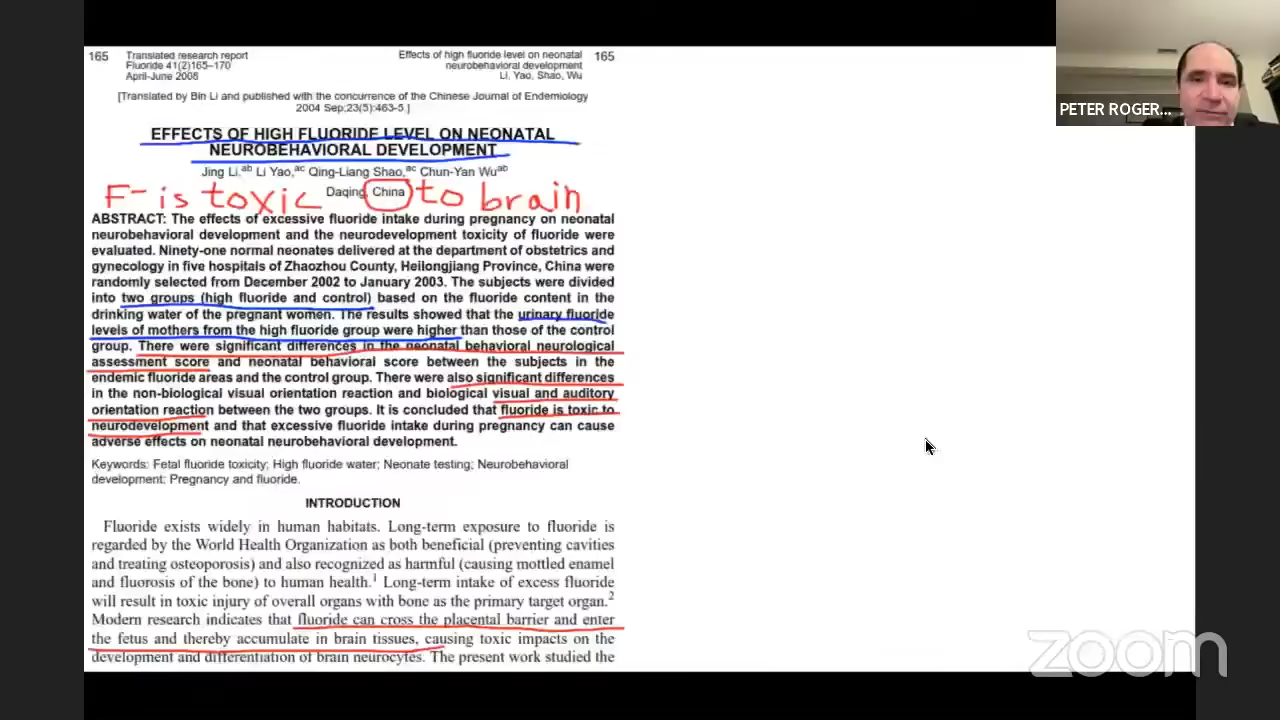 165 Translated research report Effects of high fluoride level on neonatal 165
Fluoride 41(2)165–170 neurobehavioral development
April-June 2008 Li, Yao, Shao, Wu
[Translated by Bin Li and published with the concurrence of the Chinese Journal of Endemiology
2004 Sep;23(5):463-5.]
EFFECTS OF HIGH FLUORIDE LEVEL ON NEONATAL
NEUROBEHAVIORAL DEVELOPMENT
Jing Li,ab Li Yao,ac Qing-Liang Shao,ac Chun-Yan Wuab
Daqing, China
F- is toxic to brain
ABSTRACT: The effects of excessive fluoride intake during pregnancy on neonatal
neurobehavioral development and the neurodevelopment toxicity of fluoride were
evaluated. Ninety-one normal neonates delivered at the department of obstetrics and
gynecology in five hospitals of Zhaozhou County, Heilongjiang Province, China were
randomly selected from December 2002 to January 2003. The subjects were divided
into two groups (high fluoride and control) based on the fluoride content in the
drinking water of the pregnant women. The results showed that the urinary fluoride
levels of mothers from the high fluoride group were higher than those of the control
group. There were significant differences in the neonatal behavioral neurological
assessment score and neonatal behavioral score between the subjects in the
endemic fluoride areas and the control group. There were also significant differences
in the non-biological visual orientation reaction and biological visual and auditory
orientation reaction between the two groups. It is concluded that fluoride is toxic to
neurodevelopment and that excessive fluoride intake during pregnancy can cause
adverse effects on neonatal neurobehavioral development.
Keywords: Fetal fluoride toxicity; High fluoride water; Neonate testing; Neurobehavioral
development; Pregnancy and fluoride.
INTRODUCTION
Fluoride exists widely in human habitats. Long-term exposure to fluoride is
regarded by the World Health Organization as both beneficial (preventing cavities
and treating osteoporosis) and also recognized as harmful (causing mottled enamel
and fluorosis of the bone) to human health.1 Long-term intake of excess fluoride
will result in toxic injury of overall organs with bone as the primary target organ.2
Modern research indicates that fluoride can cross the placental barrier and enter
the fetus and thereby accumulate in brain tissues, causing toxic impacts on the
development and differentiation of brain neurocytes. The present work studied the
PETER ROGER...
zoom